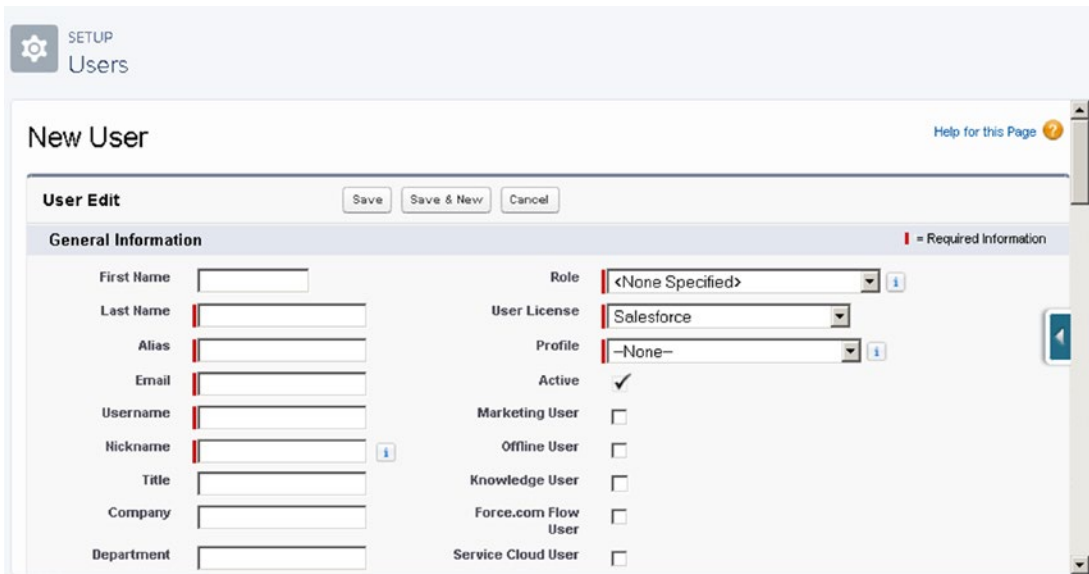 SETUP
Users
New User
Help for this Page
User Edit Save Save & New Cancel
General Information = Required Information
First Name Role <None Specified>
Last Name User License Salesforce
Alias Profile --None--
Email Active
Username Marketing User
Nickname Offline User
Title Knowledge User
Company Force.com Flow
User
Department Service Cloud User